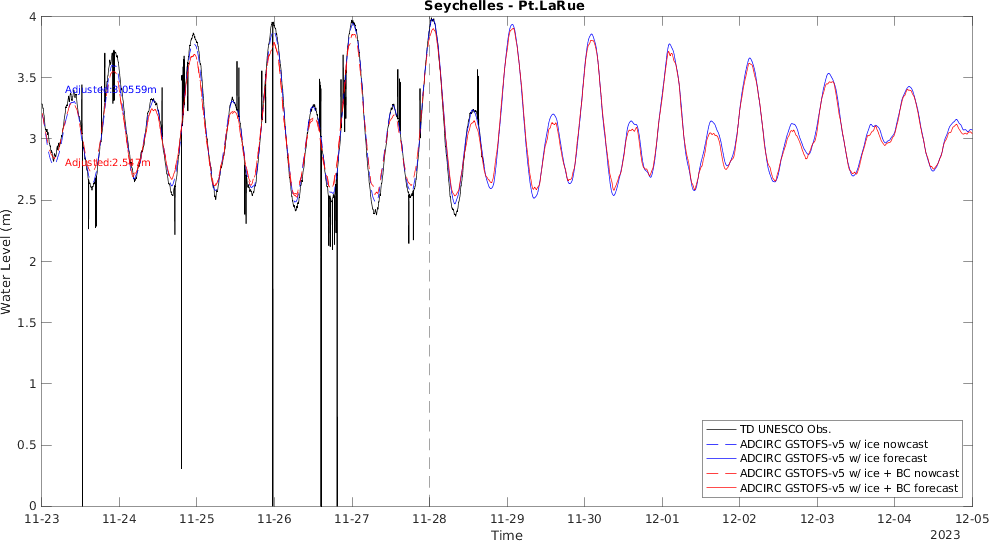 Seychelles - Pt.LaRue
4
3.5
3
2.5
2
1.5
1
0.5
0
Water Level (m)
Adjusted:3.0559m
Adjusted:2.547m
TD UNESCO Obs.
ADCIRC GSTOFS-v5 w/ ice nowcast
ADCIRC GSTOFS-v5 w/ ice forecast
ADCIRC GSTOFS-v5 w/ ice + BC nowcast
ADCIRC GSTOFS-v5 w/ ice + BC forecast
11-23 11-24 11-25 11-26 11-27 11-28 11-29 11-30 12-01 12-02 12-03 12-04 12-05
Time
2023